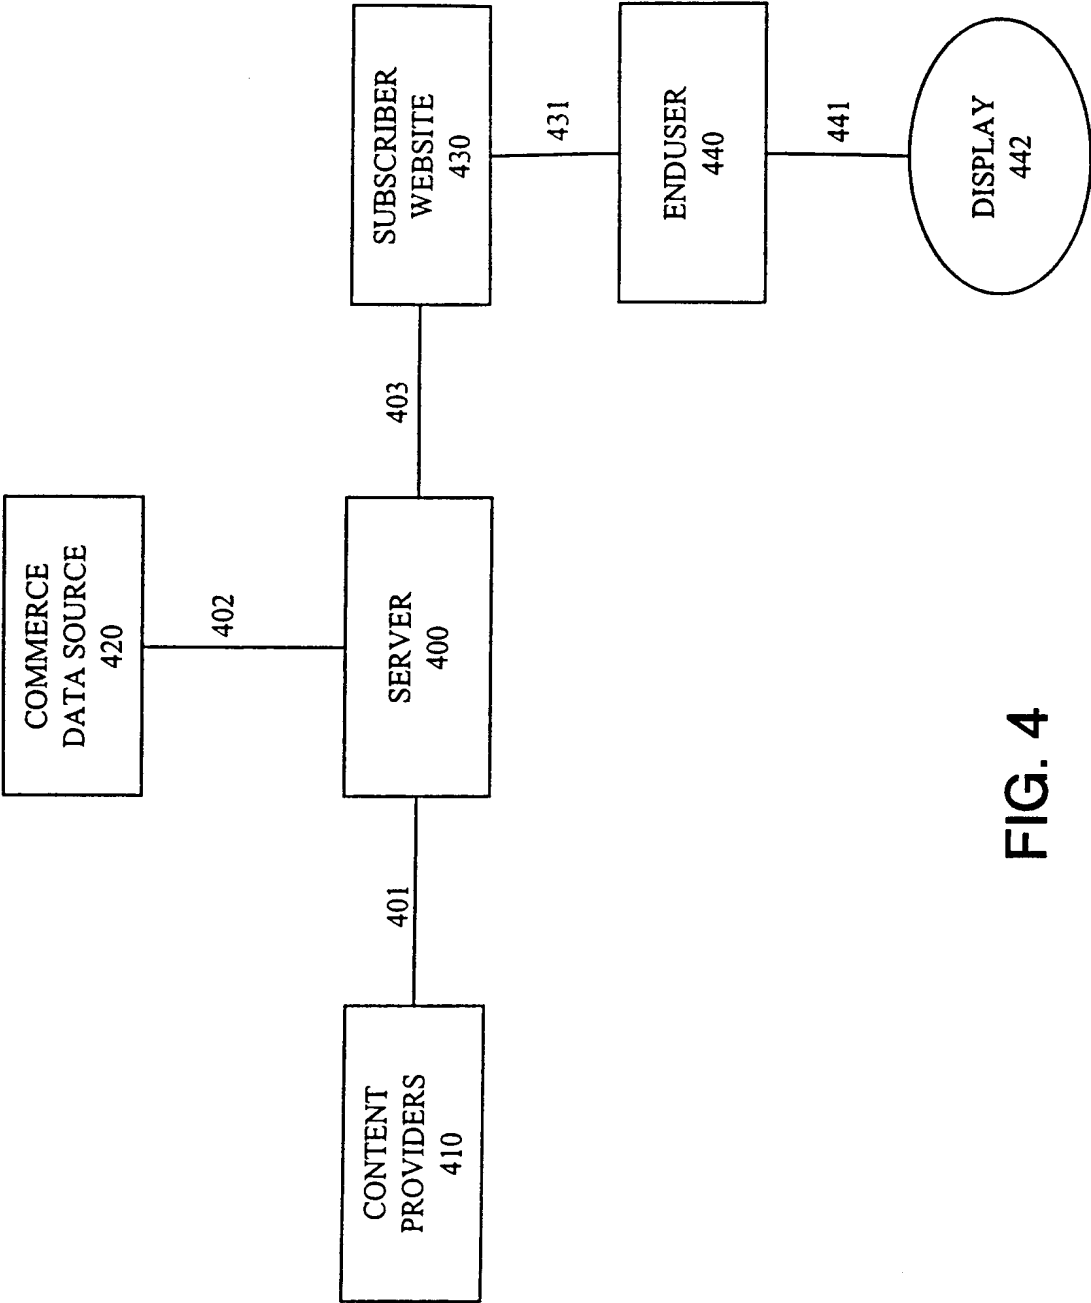 COMMERCE
DATA SOURCE
420
402
CONTENT
PROVIDERS
410
401
SERVER
400
403
SUBSCRIBER
WEBSITE
430
431
ENDUSER
440
441
DISPLAY
442
FIG. 4